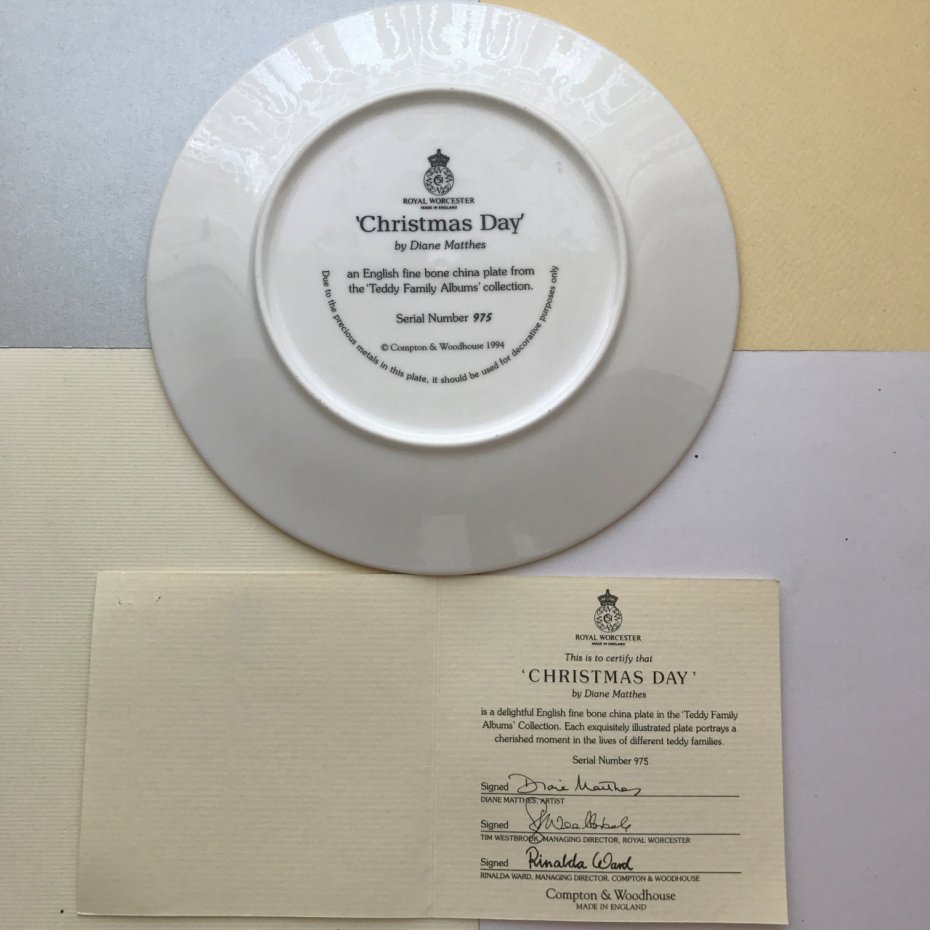 ROYAL WORCESTER
MADE IN ENGLAND
'Christmas Day'
by Diane Matthes
an English fine bone china plate from
the 'Teddy Family Albums' collection.
Serial Number 975
© Compton & Woodhouse 1994
Due to the precious metals in this plate, it should be used for decorative purposes only
ROYAL WORCESTER
MADE IN ENGLAND
This is to certify that
'CHRISTMAS DAY'
by Diane Matthes
is a delightful English fine bone china plate in the 'Teddy Family
Albums' Collection. Each exquisitely illustrated plate portrays a
cherished moment in the lives of different teddy families.
Serial Number 975
Signed Diane Matthes
DIANE MATTHES, ARTIST
Signed
TIM WESTBROOK, MANAGING DIRECTOR, ROYAL WORCESTER
Signed Rinalda Ward
RINALDA WARD, MANAGING DIRECTOR, COMPTON & WOODHOUSE
Compton & Woodhouse
MADE IN ENGLAND